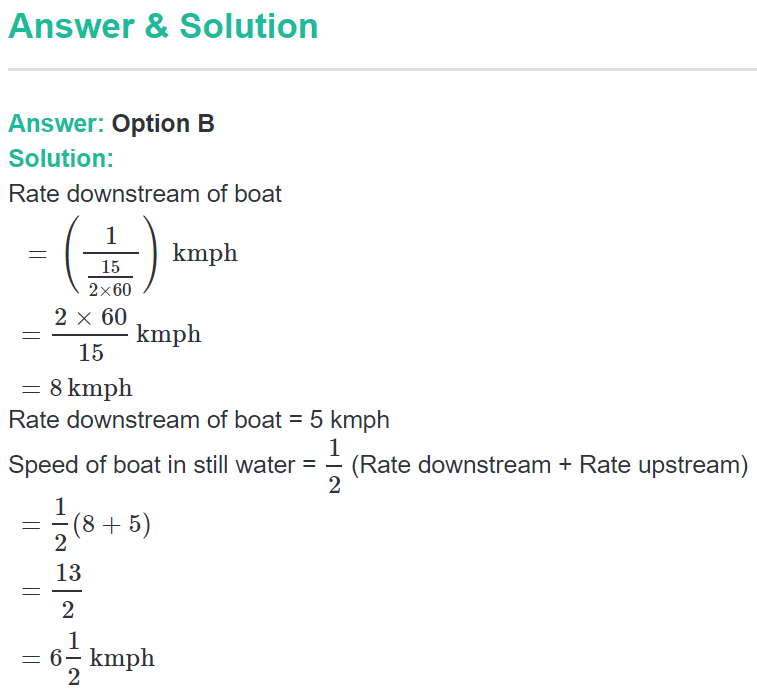 Answer & Solution
Answer: Option B
Solution:
Rate downstream of boat
= ( 1 / (15 / 2×60) ) kmph
= 2 × 60 / 15 kmph
= 8 kmph
Rate downstream of boat = 5 kmph
Speed of boat in still water = 1/2 (Rate downstream + Rate upstream)
= 1/2 (8 + 5)
= 13/2
= 6 1/2 kmph